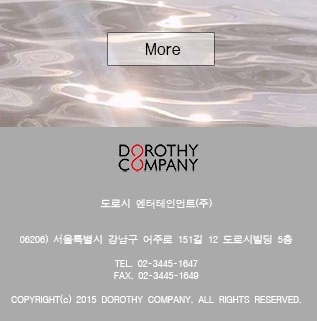 More
DOROTHY
COMPANY
도로시 엔터테인먼트(주)
06206) 서울특별시 강남구 어주로 151길 12 도로시빌딩 5층
TEL. 02-3445-1647
FAX. 02-3445-1649
COPYRIGHT(c) 2015 DOROTHY COMPANY. ALL RIGHTS RESERVED.